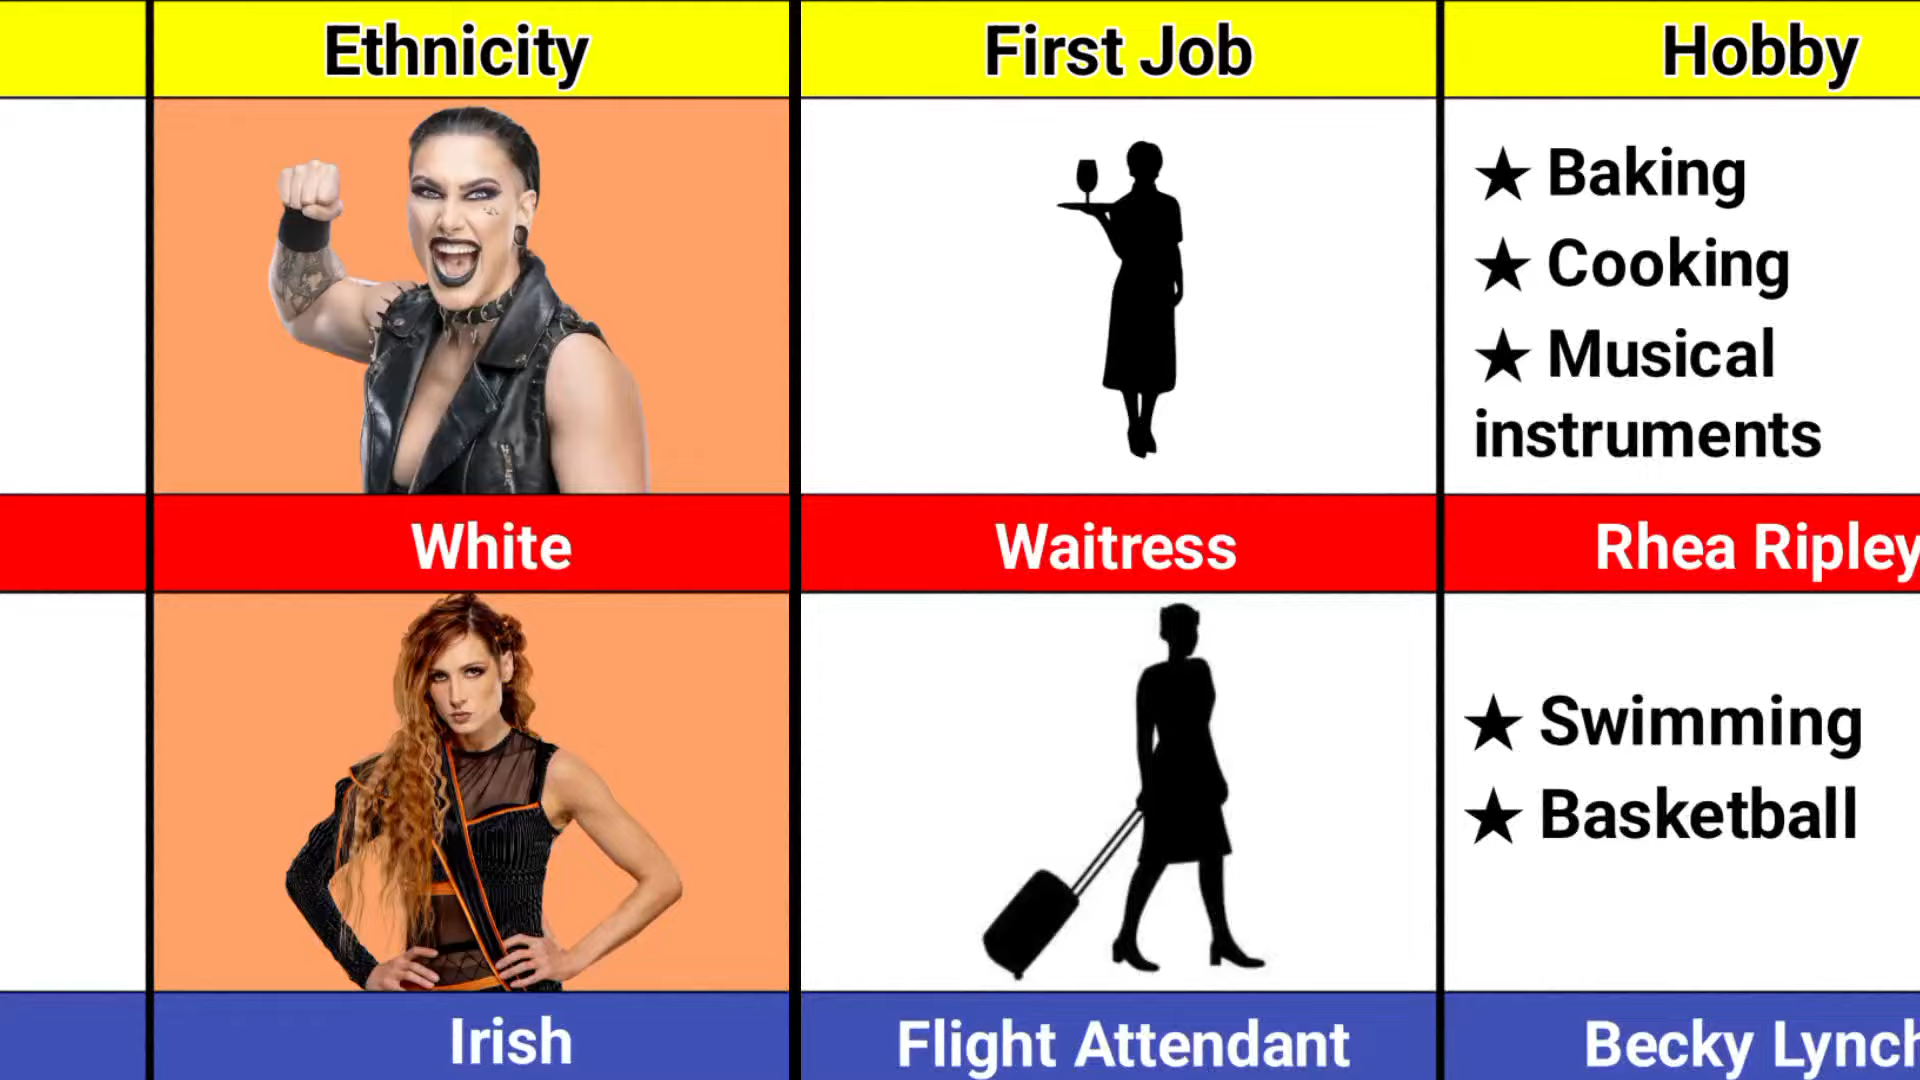 Ethnicity
First Job
Hobby
★ Baking
★ Cooking
★ Musical
instruments
White
Waitress
Rhea Ripley
★ Swimming
★ Basketball
Irish
Flight Attendant
Becky Lynch